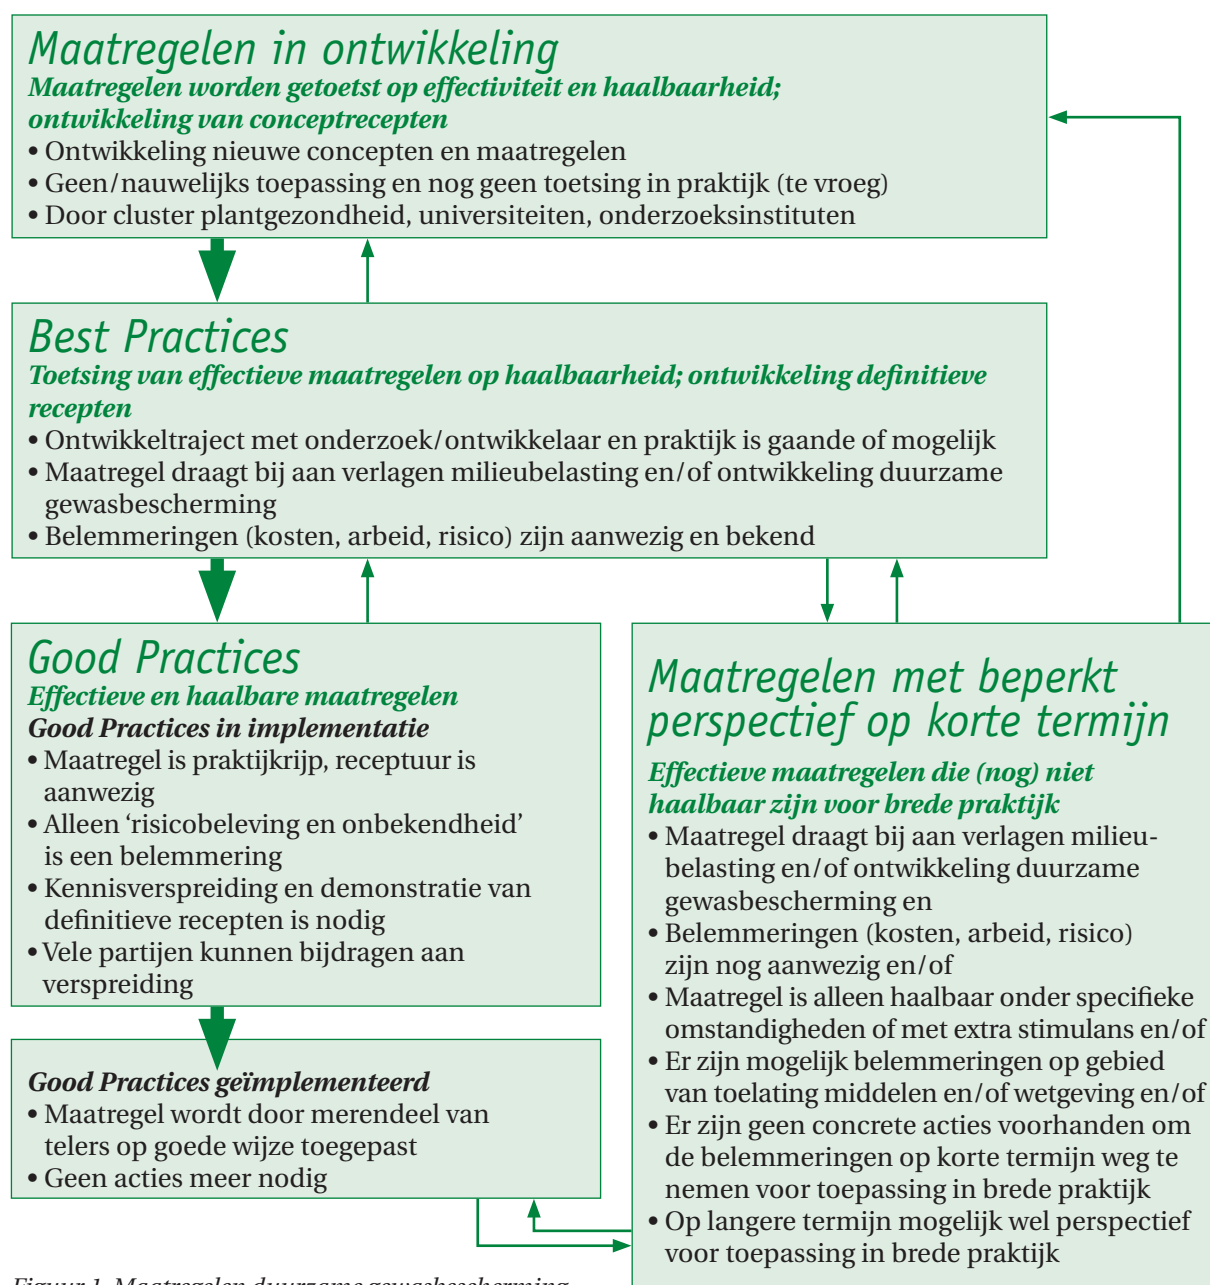 Maatregelen in ontwikkeling
Maatregelen worden getoetst op effectiviteit en haalbaarheid;
ontwikkeling van conceptrecepten
• Ontwikkeling nieuwe concepten en maatregelen
• Geen/nauwelijks toepassing en nog geen toetsing in praktijk (te vroeg)
• Door cluster plantgezondheid, universiteiten, onderzoeksinstituten
Best Practices
Toetsing van effectieve maatregelen op haalbaarheid; ontwikkeling definitieve
recepten
• Ontwikkeltraject met onderzoek/ontwikkelaar en praktijk is gaande of mogelijk
• Maatregel draagt bij aan verlagen milieubelasting en/of ontwikkeling duurzame
gewasbescherming
• Belemmeringen (kosten, arbeid, risico) zijn aanwezig en bekend
Good Practices
Effectieve en haalbare maatregelen
Good Practices in implementatie
• Maatregel is praktijkrijp, receptuur is
aanwezig
• Alleen ‘risicobeleving en onbekendheid’
is een belemmering
• Kennisverspreiding en demonstratie van
definitieve recepten is nodig
• Vele partijen kunnen bijdragen aan
verspreiding
Good Practices geïmplementeerd
• Maatregel wordt door merendeel van
telers op goede wijze toegepast
• Geen acties meer nodig
Maatregelen met beperkt
perspectief op korte termijn
Effectieve maatregelen die (nog) niet
haalbaar zijn voor brede praktijk
• Maatregel draagt bij aan verlagen milieu-
belasting en/of ontwikkeling duurzame
gewasbescherming en
• Belemmeringen (kosten, arbeid, risico)
zijn nog aanwezig en/of
• Maatregel is alleen haalbaar onder specifieke
omstandigheden of met extra stimulans en/of
• Er zijn mogelijk belemmeringen op gebied
van toelating middelen en/of wetgeving en/of
• Er zijn geen concrete acties voorhanden om
de belemmeringen op korte termijn weg te
nemen voor toepassing in brede praktijk
• Op langere termijn mogelijk wel perspectief
voor toepassing in brede praktijk
Figuur 1. Maatregelen duurzame gewasbescherming